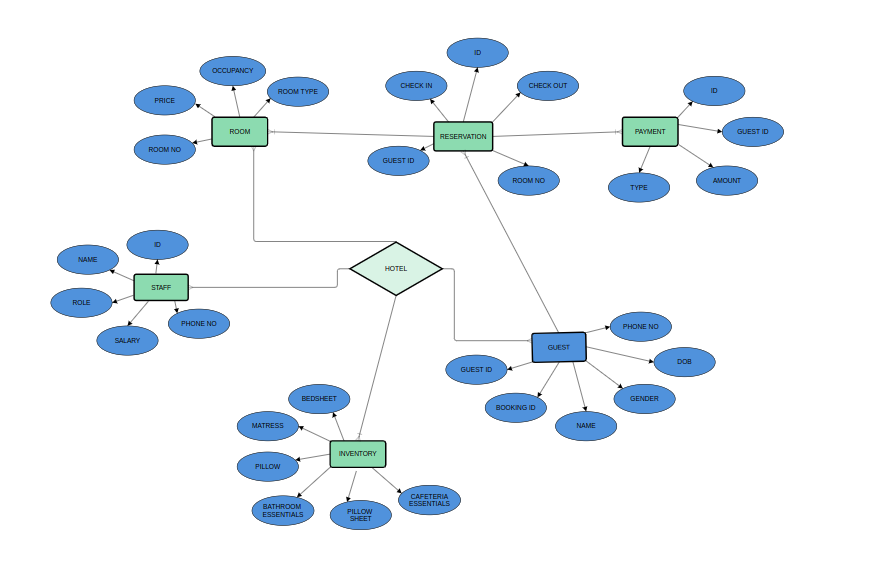 ID
OCCUPANCY
CHECK IN
CHECK OUT
ROOM TYPE
ID
PRICE
ROOM
RESERVATION
PAYMENT
GUEST ID
ROOM NO
GUEST ID
ROOM NO
TYPE
AMOUNT
ID
NAME
HOTEL
STAFF
ROLE
PHONE NO
SALARY
PHONE NO
GUEST
DOB
GUEST ID
GENDER
BOOKING ID
NAME
BEDSHEET
MATRESS
INVENTORY
PILLOW
CAFETERIA
ESSENTIALS
BATHROOM
ESSENTIALS
PILLOW
SHEET